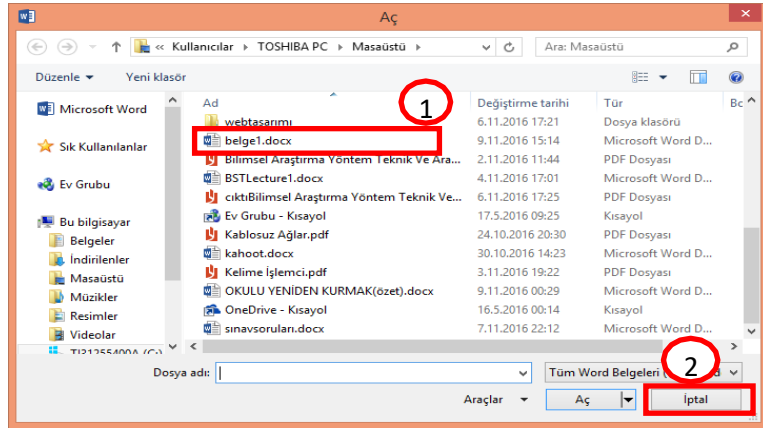 Aç
Kullanıcılar TOSHIBA PC Masaüstü
Ara: Masaüstü
Düzenle Yeni klasör
Microsoft Word
Sık Kullanılanlar
Ev Grubu
Bu bilgisayar
Belgeler
İndirilenler
Masaüstü
Müzikler
Resimler
Videolar
TI31255400A (C:)
Ad Değiştirme tarihi Tür
1
webtasarımı 6.11.2016 17:21 Dosya klasörü
belge1.docx 9.11.2016 15:14 Microsoft Word D...
Bilimsel Araştırma Yöntem Teknik Ve Ara... 2.11.2016 11:44 PDF Dosyası
BSTLecture1.docx 4.11.2016 17:01 Microsoft Word D...
cıktıBilimsel Araştırma Yöntem Teknik Ve... 6.11.2016 17:25 PDF Dosyası
Ev Grubu - Kısayol 17.5.2016 09:25 Kısayol
Kablosuz Ağlar.pdf 24.10.2016 20:30 PDF Dosyası
kahoot.docx 30.10.2016 14:23 Microsoft Word D...
Kelime İşlemci.pdf 3.11.2016 19:22 PDF Dosyası
OKULU YENİDEN KURMAK(özet).docx 9.11.2016 00:29 Microsoft Word D...
OneDrive - Kısayol 16.5.2016 00:14 Kısayol
sınavsoruları.docx 7.11.2016 22:12 Microsoft Word D...
Dosya adı: Tüm Word Belgeleri
2
Araçlar Aç İptal